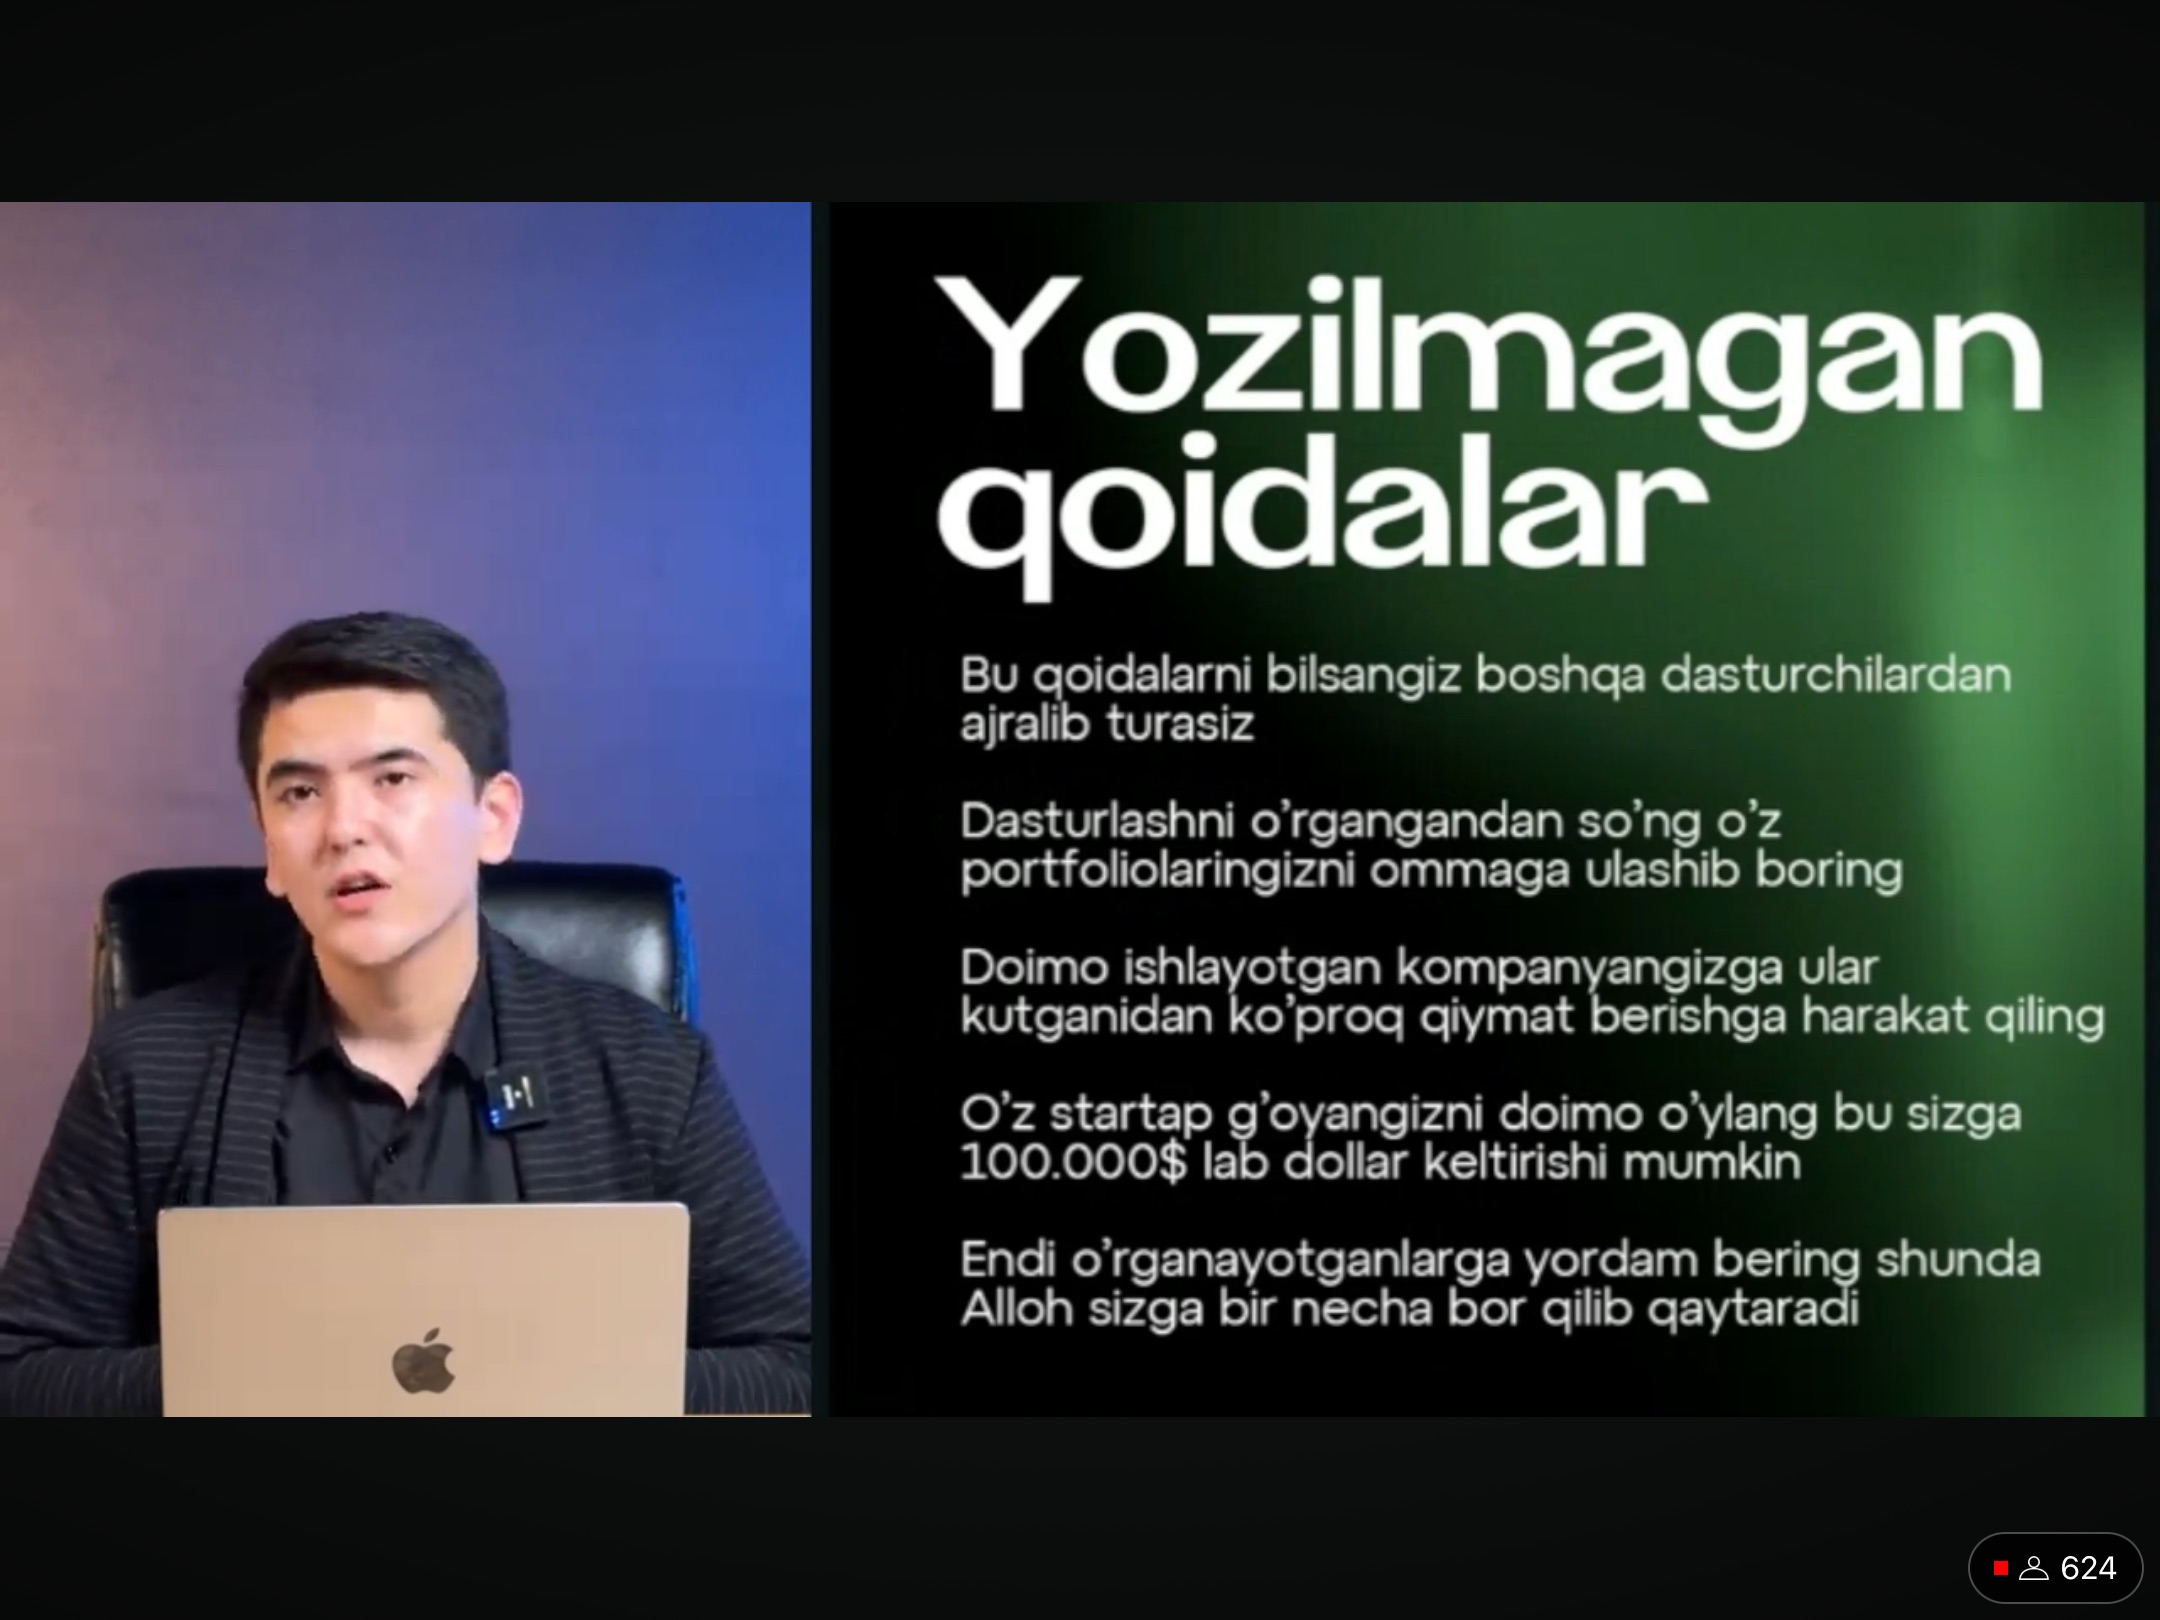 Yozilmagan
qoidalar
Bu qoidalarni bilsangiz boshqa dasturchilardan
ajralib turasiz
Dasturlashni o’rgangandan so’ng o’z
portfoliolaringizni ommaga ulashib boring
Doimo ishlayotgan kompanyangizga ular
kutganidan ko’proq qiymat berishga harakat qiling
O’z startap g’oyangizni doimo o’ylang bu sizga
100.000$ lab dollar keltirishi mumkin
Endi o’rganayotganlarga yordam bering shunda
Alloh sizga bir necha bor qilib qaytaradi
624